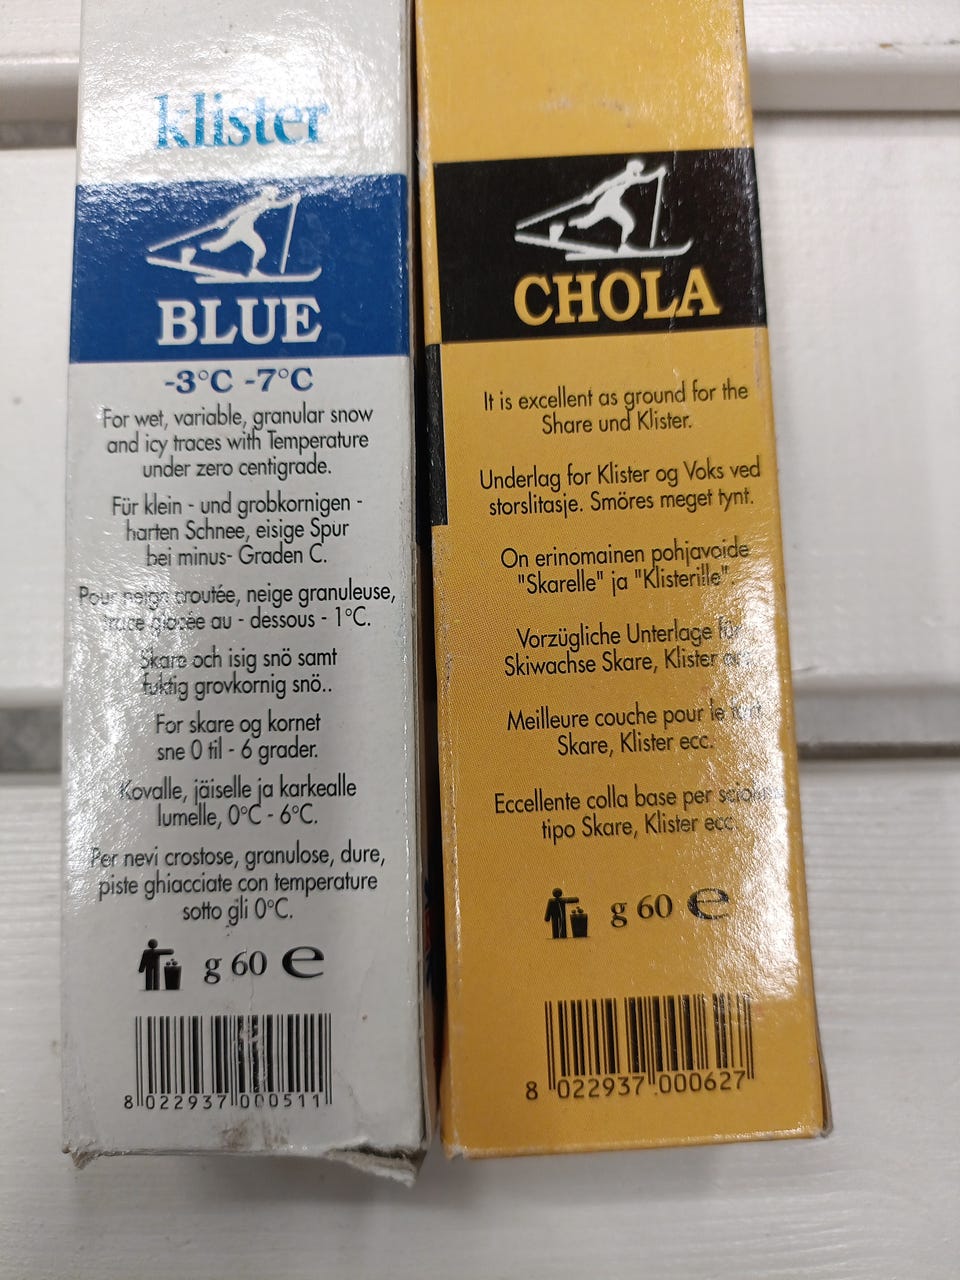 klister
BLUE
-3°C -7°C
For wet, variable, granular snow
and icy traces with Temperature
under zero centigrade.
Für klein - und grobkornigen -
harten Schnee, eisige Spur
bei minus- Graden C.
Pour neige croutée, neige granuleuse,
trace glacée au - dessous - 1°C.
Skare och isig snö samt
fuktig grovkornig snö..
For skare og kornet
sne 0 til - 6 grader.
Kovalle, jäiselle ja karkealle
lumelle, 0°C - 6°C.
Per nevi crostose, granulose, dure,
piste ghiacciate con temperature
sotto gli 0°C.
g 60 e
8 022937 000511
CHOLA
It is excellent as ground for the
Share und Klister.
Underlag for Klister og Voks ved
storslitasje. Smöres meget tynt.
On erinomainen pohjavoide
"Skarelle" ja "Klisterille".
Vorzügliche Unterlage für
Skiwachse Skare, Klister
Meilleure couche pour le
Skare, Klister ecc.
Eccellente colla base per
tipo Skare, Klister ecc
g 60 e
8 022937 000627